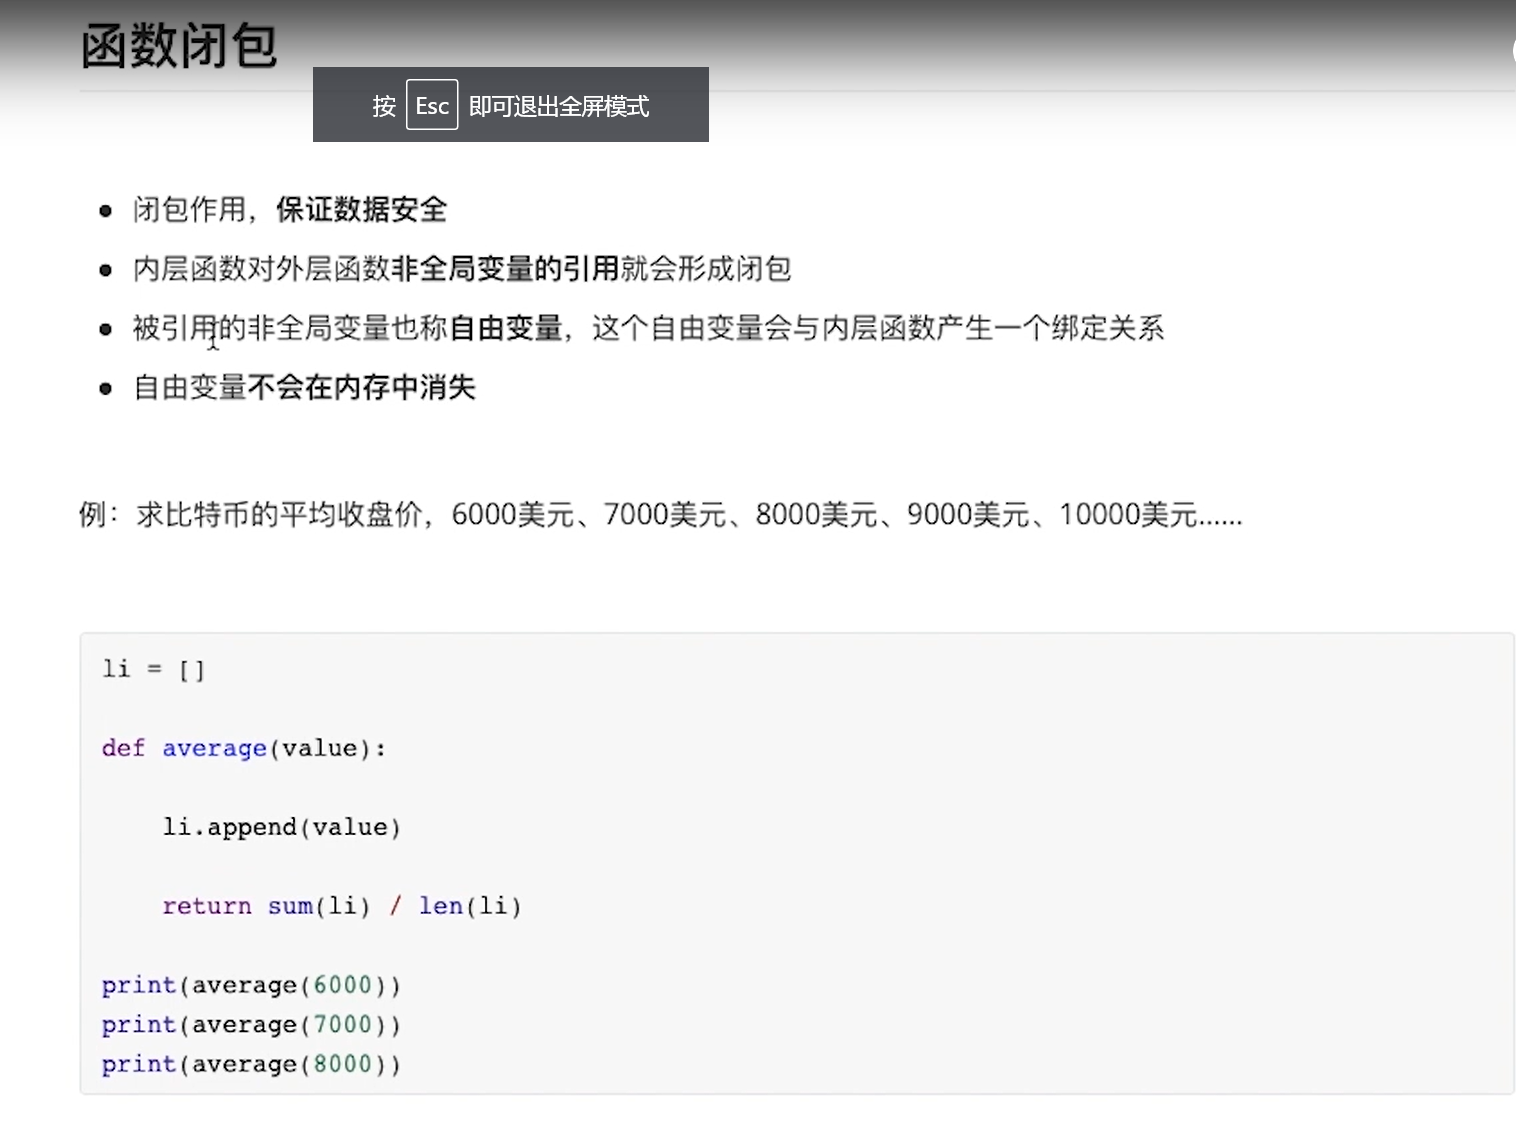 函数闭包
按 Esc 即可退出全屏模式
闭包作用，保证数据安全
内层函数对外层函数非全局变量的引用就会形成闭包
被引用的非全局变量也称自由变量，这个自由变量会与内层函数产生一个绑定关系
自由变量不会在内存中消失
例：求比特币的平均收盘价，6000美元、7000美元、8000美元、9000美元、10000美元......
li = []
def average(value):
    li.append(value)
    return sum(li) / len(li)
print(average(6000))
print(average(7000))
print(average(8000))